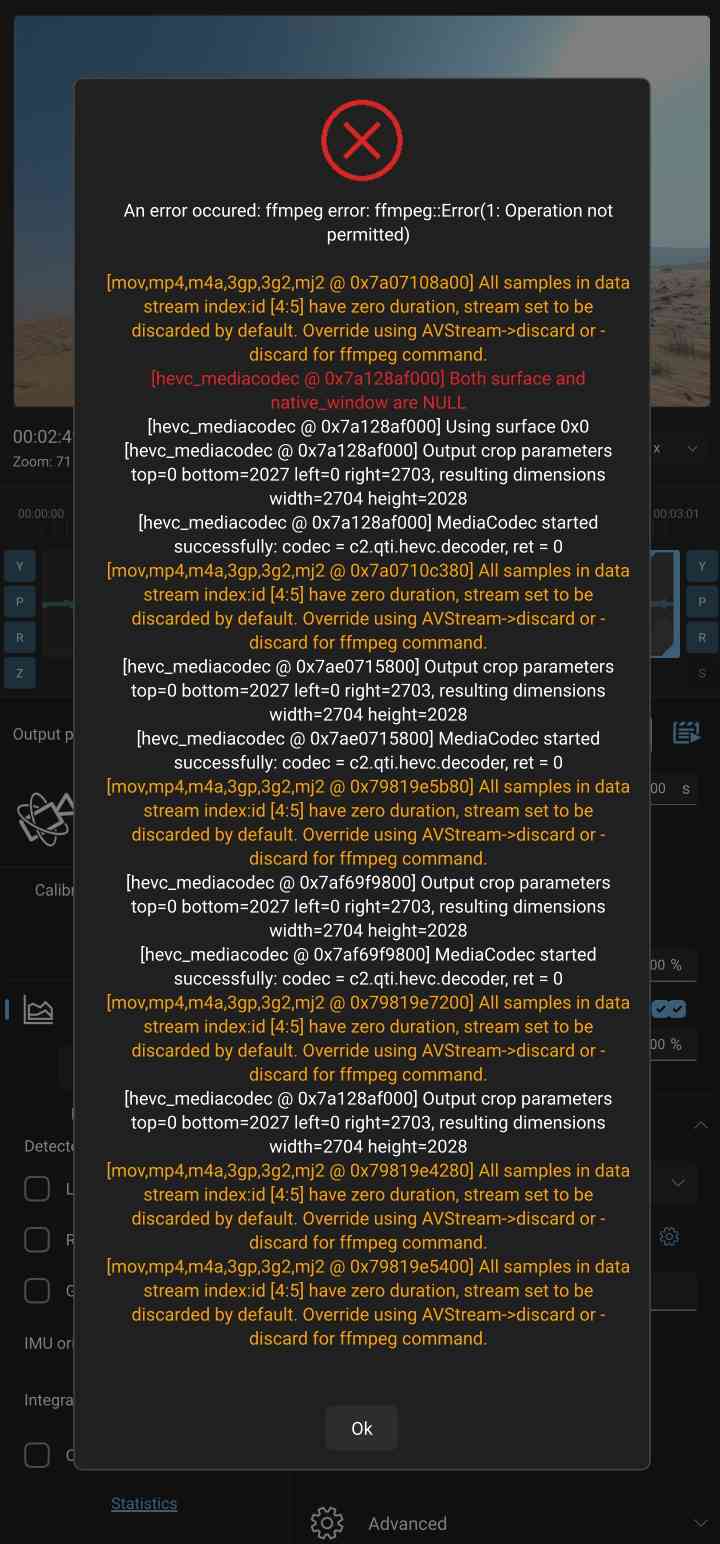 An error occured: ffmpeg error: ffmpeg::Error(1: Operation not
permitted)
[mov,mp4,m4a,3gp,3g2,mj2 @ 0x7a07108a00] All samples in data
stream index:id [4:5] have zero duration, stream set to be
discarded by default. Override using AVStream->discard or -
discard for ffmpeg command.
[hevc_mediacodec @ 0x7a128af000] Both surface and
native_window are NULL
[hevc_mediacodec @ 0x7a128af000] Using surface 0x0
[hevc_mediacodec @ 0x7a128af000] Output crop parameters
top=0 bottom=2027 left=0 right=2703, resulting dimensions
width=2704 height=2028
[hevc_mediacodec @ 0x7a128af000] MediaCodec started
successfully: codec = c2.qti.hevc.decoder, ret = 0
[mov,mp4,m4a,3gp,3g2,mj2 @ 0x7a0710c380] All samples in data
stream index:id [4:5] have zero duration, stream set to be
discarded by default. Override using AVStream->discard or -
discard for ffmpeg command.
[hevc_mediacodec @ 0x7ae0715800] Output crop parameters
top=0 bottom=2027 left=0 right=2703, resulting dimensions
width=2704 height=2028
[hevc_mediacodec @ 0x7ae0715800] MediaCodec started
successfully: codec = c2.qti.hevc.decoder, ret = 0
[mov,mp4,m4a,3gp,3g2,mj2 @ 0x79819e5b80] All samples in data
stream index:id [4:5] have zero duration, stream set to be
discarded by default. Override using AVStream->discard or -
discard for ffmpeg command.
[hevc_mediacodec @ 0x7af69f9800] Output crop parameters
top=0 bottom=2027 left=0 right=2703, resulting dimensions
width=2704 height=2028
[hevc_mediacodec @ 0x7af69f9800] MediaCodec started
successfully: codec = c2.qti.hevc.decoder, ret = 0
[mov,mp4,m4a,3gp,3g2,mj2 @ 0x79819e7200] All samples in data
stream index:id [4:5] have zero duration, stream set to be
discarded by default. Override using AVStream->discard or -
discard for ffmpeg command.
[hevc_mediacodec @ 0x7a128af000] Output crop parameters
top=0 bottom=2027 left=0 right=2703, resulting dimensions
width=2704 height=2028
[mov,mp4,m4a,3gp,3g2,mj2 @ 0x79819e4280] All samples in data
stream index:id [4:5] have zero duration, stream set to be
discarded by default. Override using AVStream->discard or -
discard for ffmpeg command.
[mov,mp4,m4a,3gp,3g2,mj2 @ 0x79819e5400] All samples in data
stream index:id [4:5] have zero duration, stream set to be
discarded by default. Override using AVStream->discard or -
discard for ffmpeg command.
Ok
00:02:4
Zoom: 71
x
00:00:00
00:03:01
Y
P
R
Z
Y
P
R
S
Output p
00 s
Calibr
00 %
00 %
Detecte
L
R
G
IMU ori
Integra
Statistics
Advanced